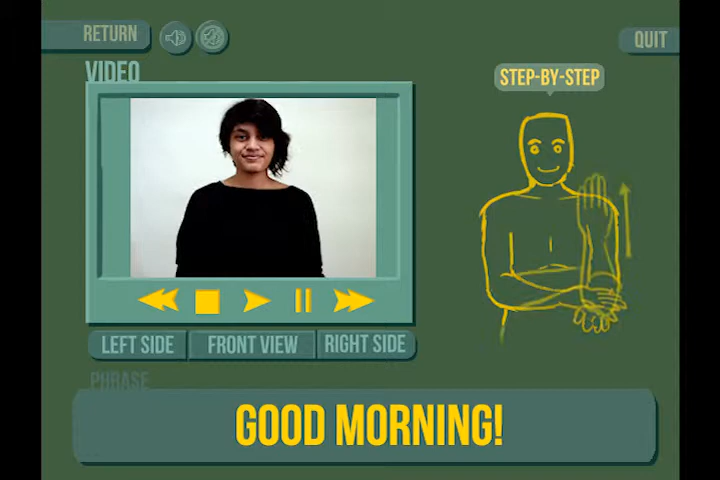 RETURN
QUIT
VIDEO
STEP-BY-STEP
LEFT SIDE
FRONT VIEW
RIGHT SIDE
PHRASE
GOOD MORNING!